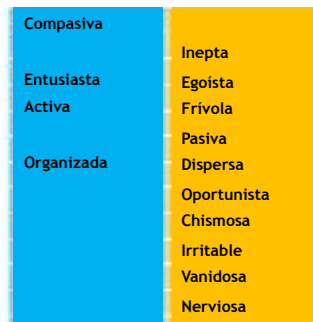 Compasiva
Inepta
Entusiasta
Egoísta
Activa
Frívola
Pasiva
Organizada
Dispersa
Oportunista
Chismosa
Irritable
Vanidosa
Nerviosa